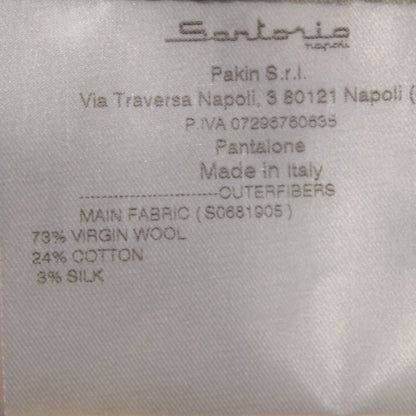 Sartorio
napoli
Pakin S.r.l.
Via Traversa Napoli, 3 80121 Napoli (
P.IVA 07296760635
Pantalone
Made in Italy
------------------------OUTERFIBERS
MAIN FABRIC ( S0681905 )
73% VIRGIN WOOL
24% COTTON
3% SILK